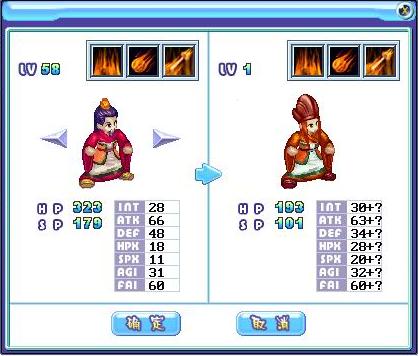 LV 58
HP 323
SP 179
INT 28
ATK 66
DEF 48
HPX 18
SPX 11
AGI 31
FAI 60
LV 1
HP 193
SP 101
INT 30+?
ATK 63+?
DEF 34+?
HPX 28+?
SPX 20+?
AGI 32+?
FAI 60+?
确定
取消